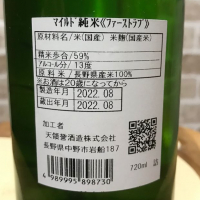 マイルド純米《ファーストラブ》
原材料名/米(国産) 米麹(国産米)
精米歩合/59%
アルコール分/13度
原料米/長野県産米100%
お酒は20歳になってから
製造年月 2022.08
蔵出年月 2022.08
加工者
天領誉酒造株式会社
長野県中野市岩船187
720ml 詰
4 989995 898730